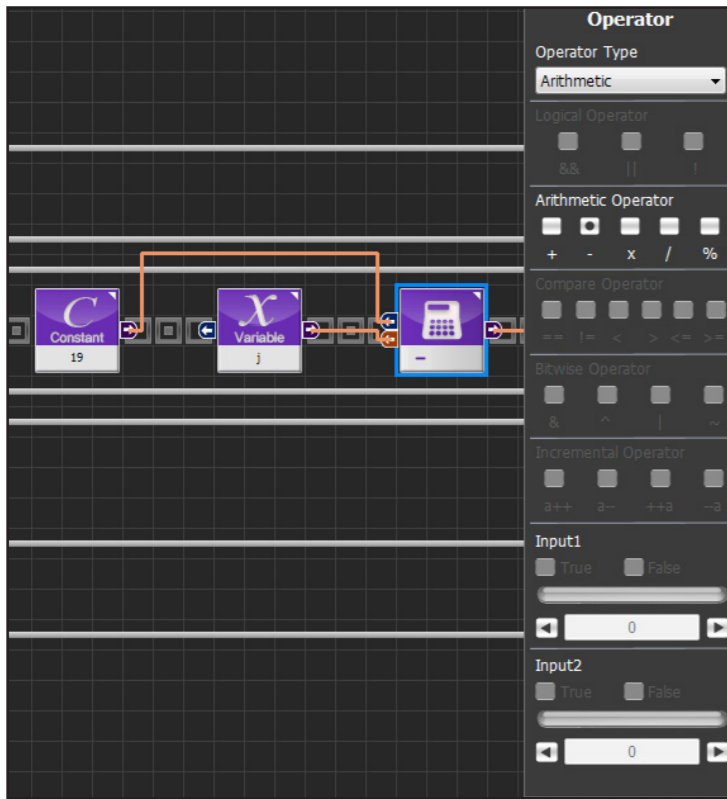 Operator
Operator Type
Arithmetic
Logical Operator
&& || !
Arithmetic Operator
+ - x / %
Compare Operator
== != < > <= >=
Bitwise Operator
& ^ | ~
Incremental Operator
a++ a-- ++a --a
Input1
True False
0
Input2
True False
0
C
Constant
19
X
Variable
j
−